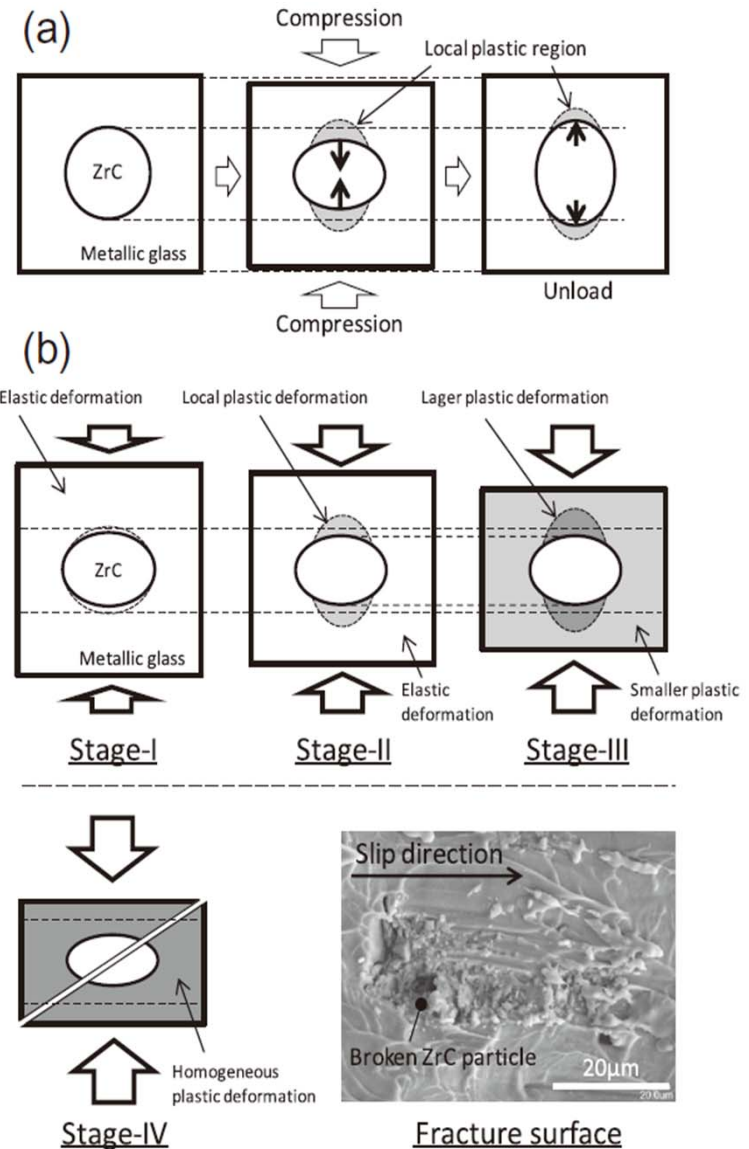 (a)
Compression
Local plastic region
ZrC
Metallic glass
Unload
Compression
(b)
Elastic deformation
Local plastic deformation
Lager plastic deformation
ZrC
Metallic glass
Elastic
deformation
Smaller plastic
deformation
Stage-I
Stage-II
Stage-III
Slip direction
Broken ZrC particle
20μm
20.0μm
Homogeneous
plastic deformation
Stage-IV
Fracture surface